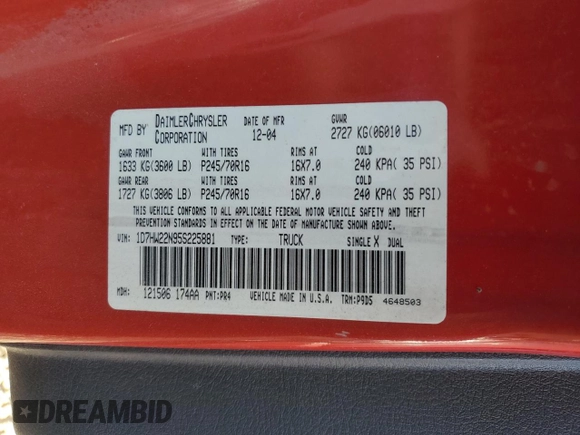 MFD BY DAIMLERCHRYSLER CORPORATION DATE OF MFR 12-04 GVWR 2727 KG(06010 LB)
GAWR FRONT WITH TIRES RIMS AT COLD
1633 KG(3600 LB) P245/70R16 16X7.0 240 KPA( 35 PSI)
GAWR REAR WITH TIRES RIMS AT COLD
1727 KG(3806 LB) P245/70R16 16X7.0 240 KPA( 35 PSI)
THIS VEHICLE CONFORMS TO ALL APPLICABLE FEDERAL MOTOR VEHICLE SAFETY AND THEFT
PREVENTION STANDARDS IN EFFECT ON THE DATE OF MANUFACTURE SHOWN ABOVE.
VIN: 1D7HW22N95S225881 TYPE: TRUCK SINGLE X DUAL
MDH: 121506 174AA PNT:PR4 VEHICLE MADE IN U.S.A. TRM:P9D5 4648503
DREAMBID